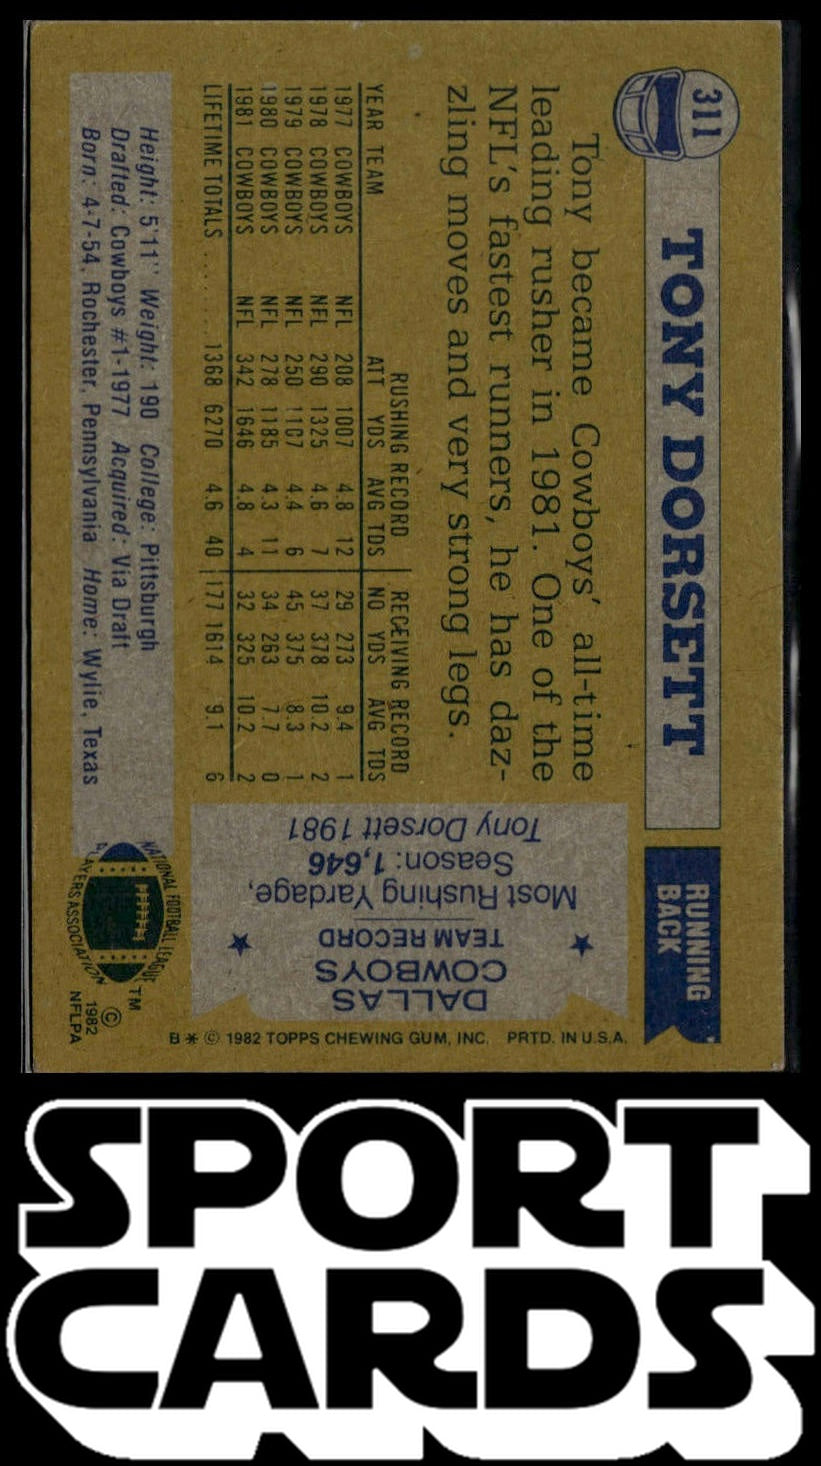 311
TONY DORSETT
RUNNING
BACK
Tony became Cowboys' all-time
leading rusher in 1981. One of the
NFL's fastest runners, he has daz-
zling moves and very strong legs.
RUSHING RECORD RECEIVING RECORD
YEAR TEAM ATT YDS AVG TDS NO YDS AVG TDS
1977 COWBOYS NFL 208 1007 4.8 12 29 273 9.4 1
1978 COWBOYS NFL 290 1325 4.6 7 37 378 10.2 2
1979 COWBOYS NFL 250 1107 4.4 6 45 375 8.3 1
1980 COWBOYS NFL 278 1185 4.3 11 34 263 7.7 0
1981 COWBOYS NFL 342 1646 4.8 4 32 325 10.2 2
LIFETIME TOTALS ........ 1368 6270 4.6 40 177 1614 9.1 6
Height: 5'11" Weight: 190 College: Pittsburgh
Drafted: Cowboys #1-1977 Acquired: Via Draft
Born: 4-7-54, Rochester, Pennsylvania Home: Wylie, Texas
DALLAS
COWBOYS
TEAM RECORD
Most Rushing Yardage,
Season: 1,646
Tony Dorsett 1981
NATIONAL FOOTBALL LEAGUE
PLAYERS ASSOCIATION
TM
©
1982
NFLPA
B * © 1982 TOPPS CHEWING GUM, INC. PRTD. IN U.S.A.
SPORT
CARDS